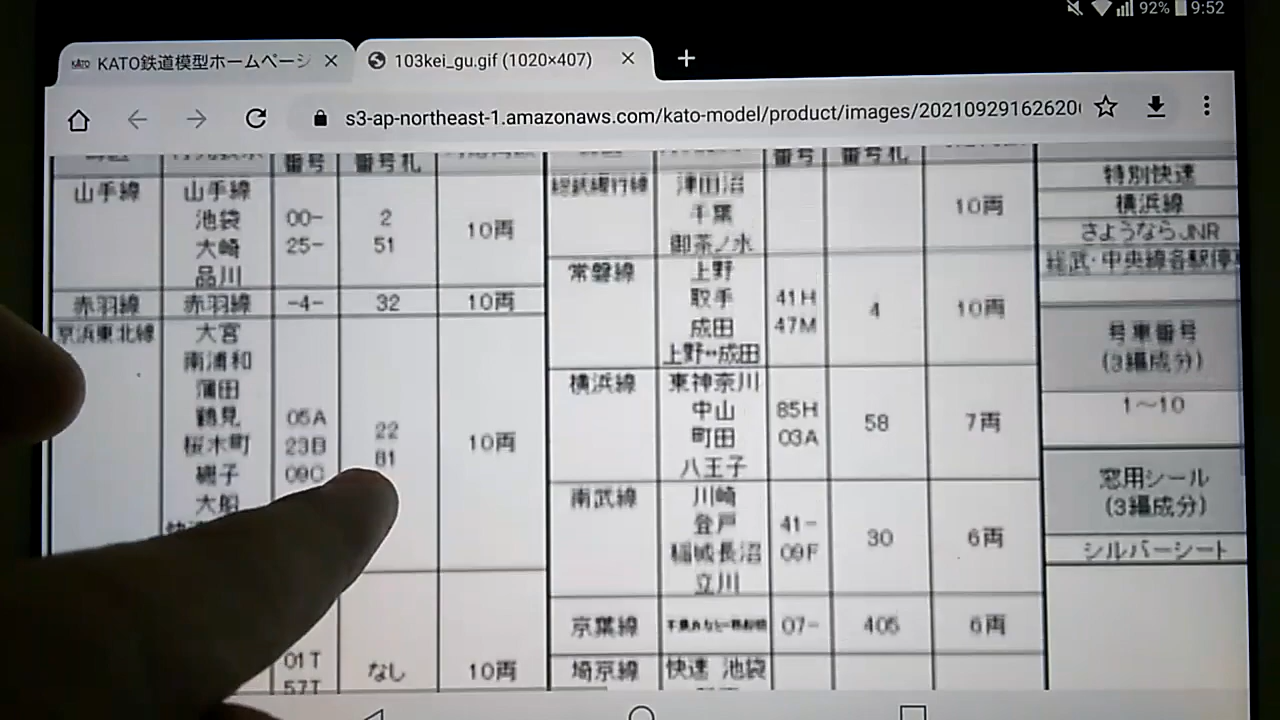 92% 9:52
KATO KATO鉄道模型ホームページ
103kei_gu.gif (1020×407)
s3-ap-northeast-1.amazonaws.com/kato-model/product/images/20210929162620
番号 番号札
山手線 山手線 10両
池袋 00- 2
大崎 25- 51
品川
赤羽線 赤羽線 -4- 32 10両
京浜東北線 大宮 10両
南浦和
蒲田
鶴見 05A
桜木町 23B 22
磯子 09C 81
大船
01T なし 10両
57T
番号 番号札
総武緩行線 津田沼 10両
千葉
御茶ノ水
常磐線 上野 10両
取手 41H 4
成田 47M
上野↔成田
横浜線 東神奈川 7両
中山 85H 58
町田 03A
八王子
南武線 川崎 6両
登戸 41- 30
稲城長沼 09F
立川
京葉線 07- 405 6両
埼京線 快速 池袋
特別快速
横浜線
さようならJNR
総武・中央線各駅停
号車番号
(3編成分)
1～10
窓用シール
(3編成分)
シルバーシート